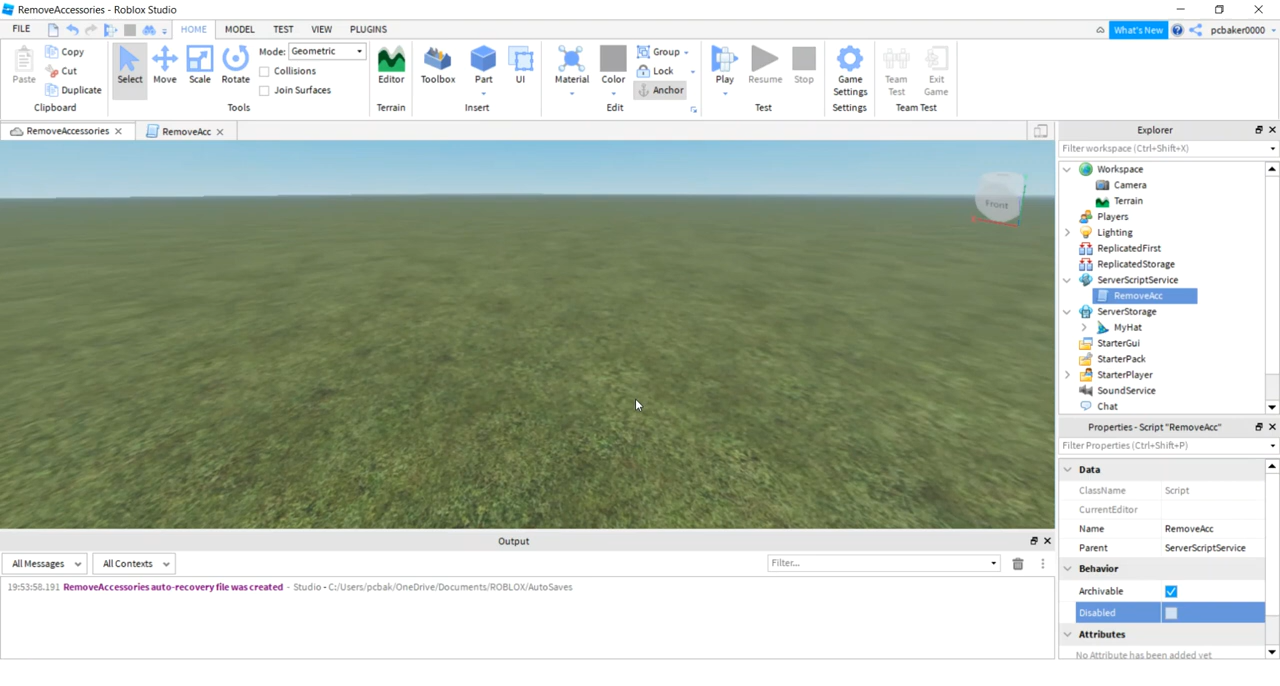 RemoveAccessories - Roblox Studio
FILE HOME MODEL TEST VIEW PLUGINS What's New pcbaker0000
Paste Copy Cut Duplicate Clipboard
Select Move Scale Rotate Mode: Geometric Collisions Join Surfaces Tools
Editor Terrain
Toolbox Part UI Insert
Material Color Group Lock Anchor Edit
Play Resume Stop Test
Game Settings Settings
Team Test Exit Game Team Test
RemoveAccessories RemoveAcc
Front
Explorer
Filter workspace (Ctrl+Shift+X)
Workspace
Camera
Terrain
Players
Lighting
ReplicatedFirst
ReplicatedStorage
ServerScriptService
RemoveAcc
ServerStorage
MyHat
StarterGui
StarterPack
StarterPlayer
SoundService
Chat
Properties - Script "RemoveAcc"
Filter Properties (Ctrl+Shift+P)
Data
ClassName Script
CurrentEditor
Name RemoveAcc
Parent ServerScriptService
Behavior
Archivable
Disabled
Attributes
No Attribute has been added yet
Output
All Messages All Contexts Filter...
19:53:58.191 RemoveAccessories auto-recovery file was created - Studio - C:/Users/pcbak/OneDrive/Documents/ROBLOX/AutoSaves